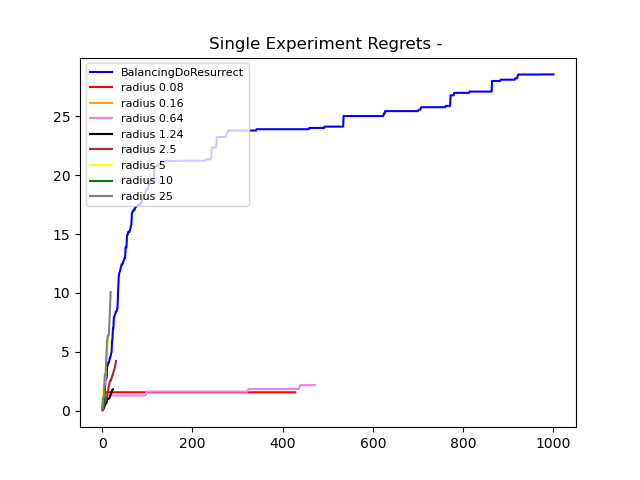 Single Experiment Regrets -
BalancingDoResurrect
radius 0.08
radius 0.16
radius 0.64
radius 1.24
radius 2.5
radius 5
radius 10
radius 25
25
20
15
10
5
0
0 200 400 600 800 1000